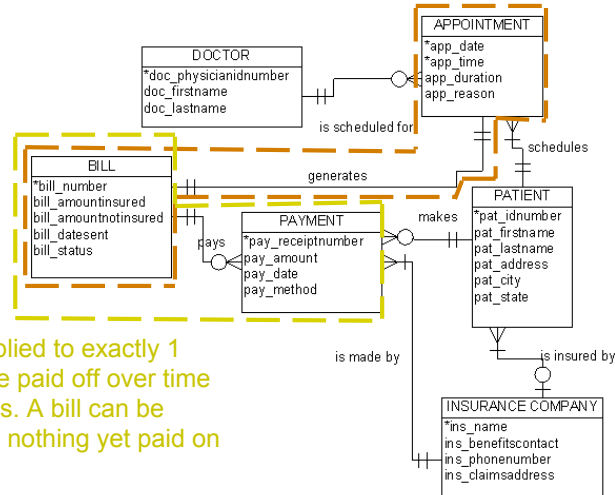 APPOINTMENT
*app_date
*app_time
app_duration
app_reason
DOCTOR
*doc_physicianidnumber
doc_firstname
doc_lastname
is scheduled for
schedules
BILL
*bill_number
bill_amountinsured
bill_amountnotinsured
bill_datesent
bill_status
generates
PATIENT
*pat_idnumber
pat_firstname
pat_lastname
pat_address
pat_city
pat_state
makes
PAYMENT
*pay_receiptnumber
pay_amount
pay_date
pay_method
pays
plied to exactly 1
e paid off over time
s. A bill can be
nothing yet paid on
is made by
is insured by
INSURANCE COMPANY
*ins_name
ins_benefitscontact
ins_phonenumber
ins_claimsaddress